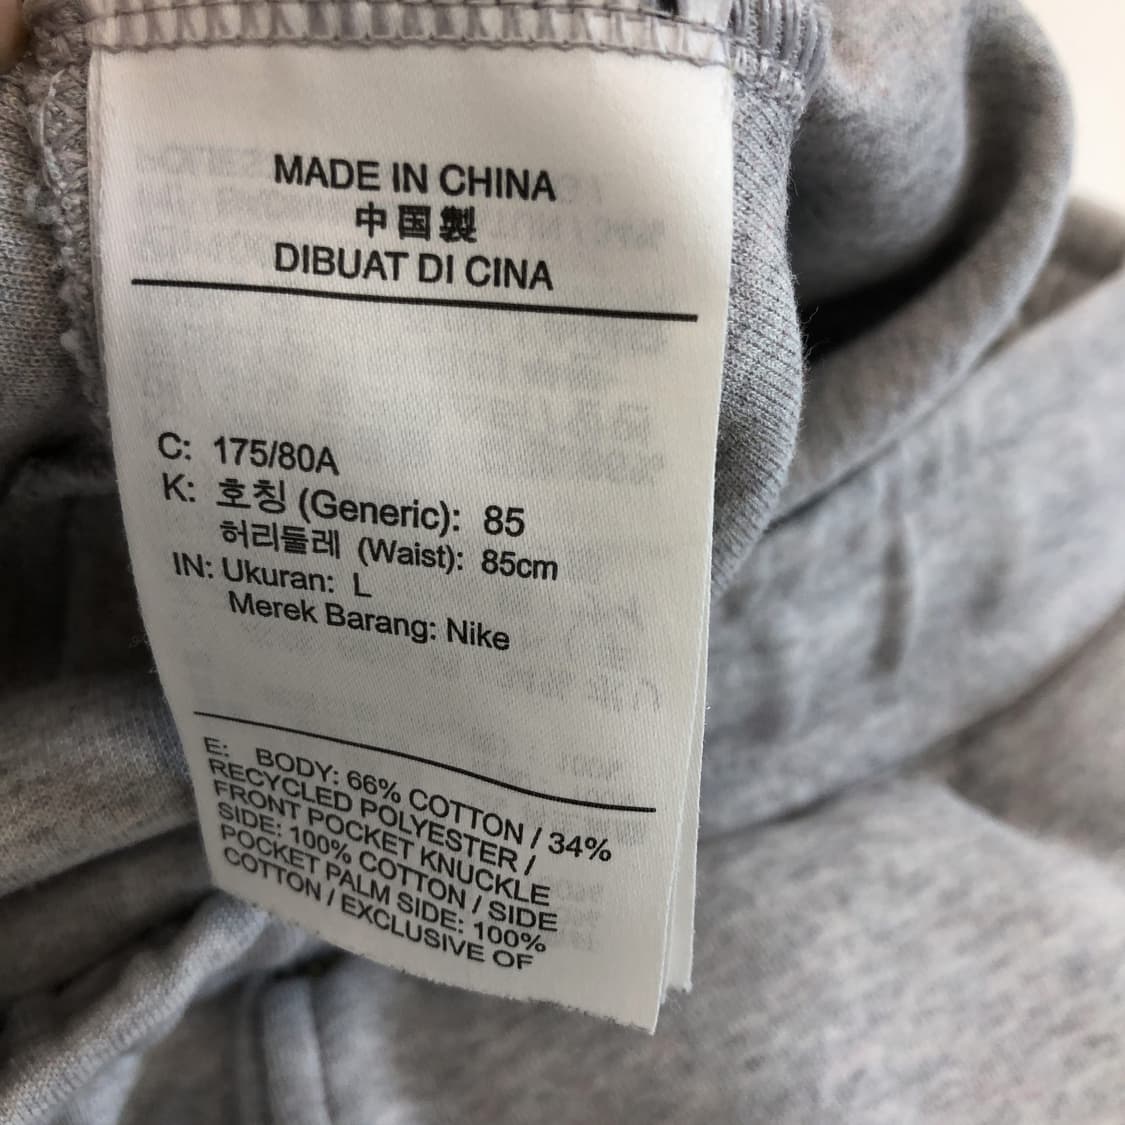 MADE IN CHINA
中国製
DIBUAT DI CINA
C: 175/80A
K: 호칭 (Generic): 85
허리둘레 (Waist): 85cm
IN: Ukuran: L
Merek Barang: Nike
E: BODY: 66% COTTON / 34%
RECYCLED POLYESTER /
FRONT POCKET KNUCKLE
SIDE: 100% COTTON / SIDE
POCKET PALM SIDE: 100%
COTTON / EXCLUSIVE OF